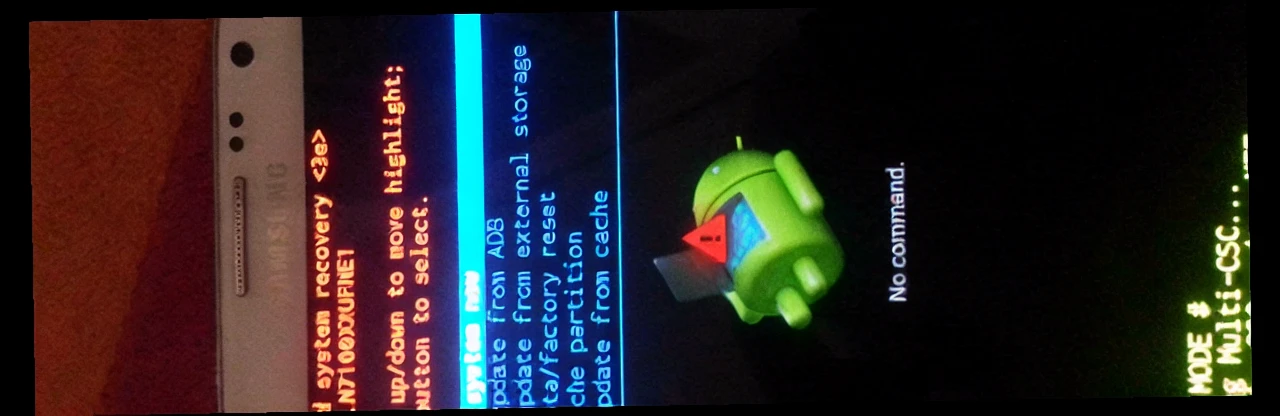 SAMSUNG
system recovery <3e>
.N7100XXUFNE1
up/down to move highlight;
utton to select.
system now
pdate from ADB
pdate from external storage
ta/factory reset
che partition
pdate from cache
No command.
MODE #
g Multi-CSC...